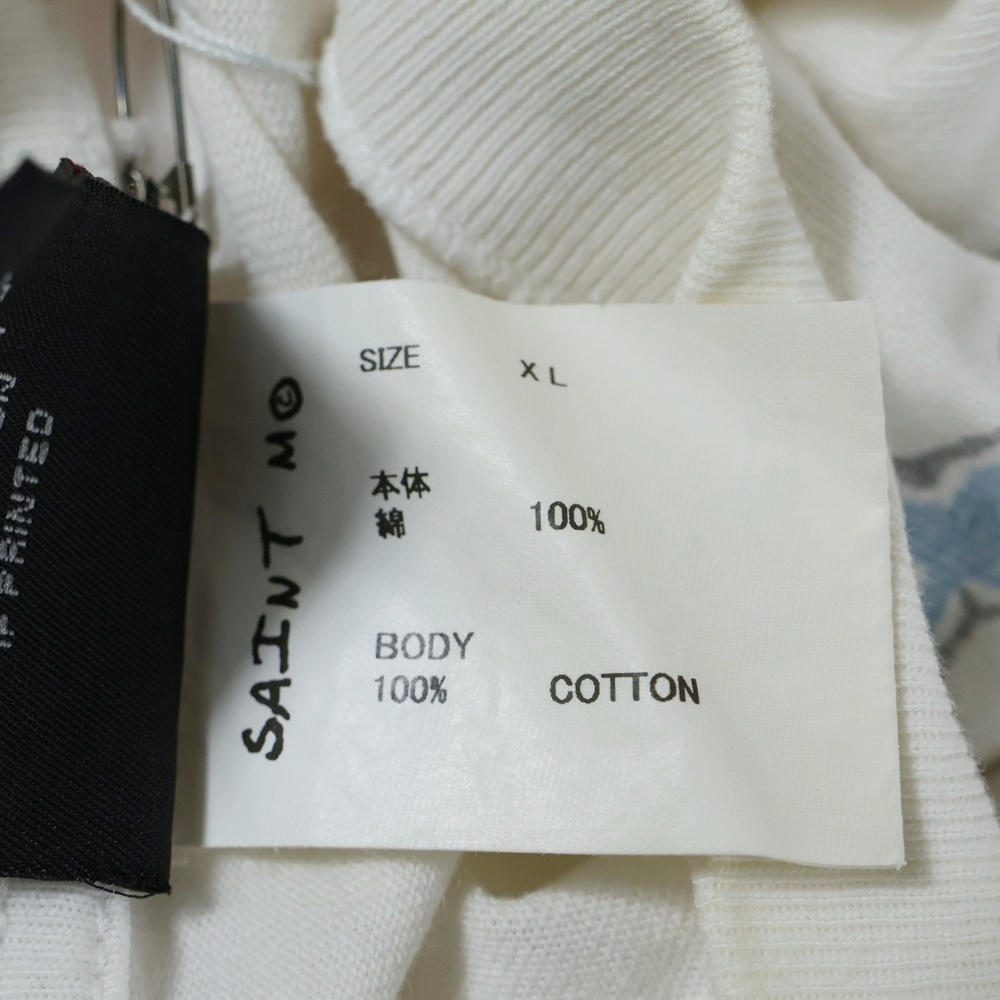 SAINT M©
SIZE XL
本体
綿 100%
BODY
100% COTTON
PRINTED